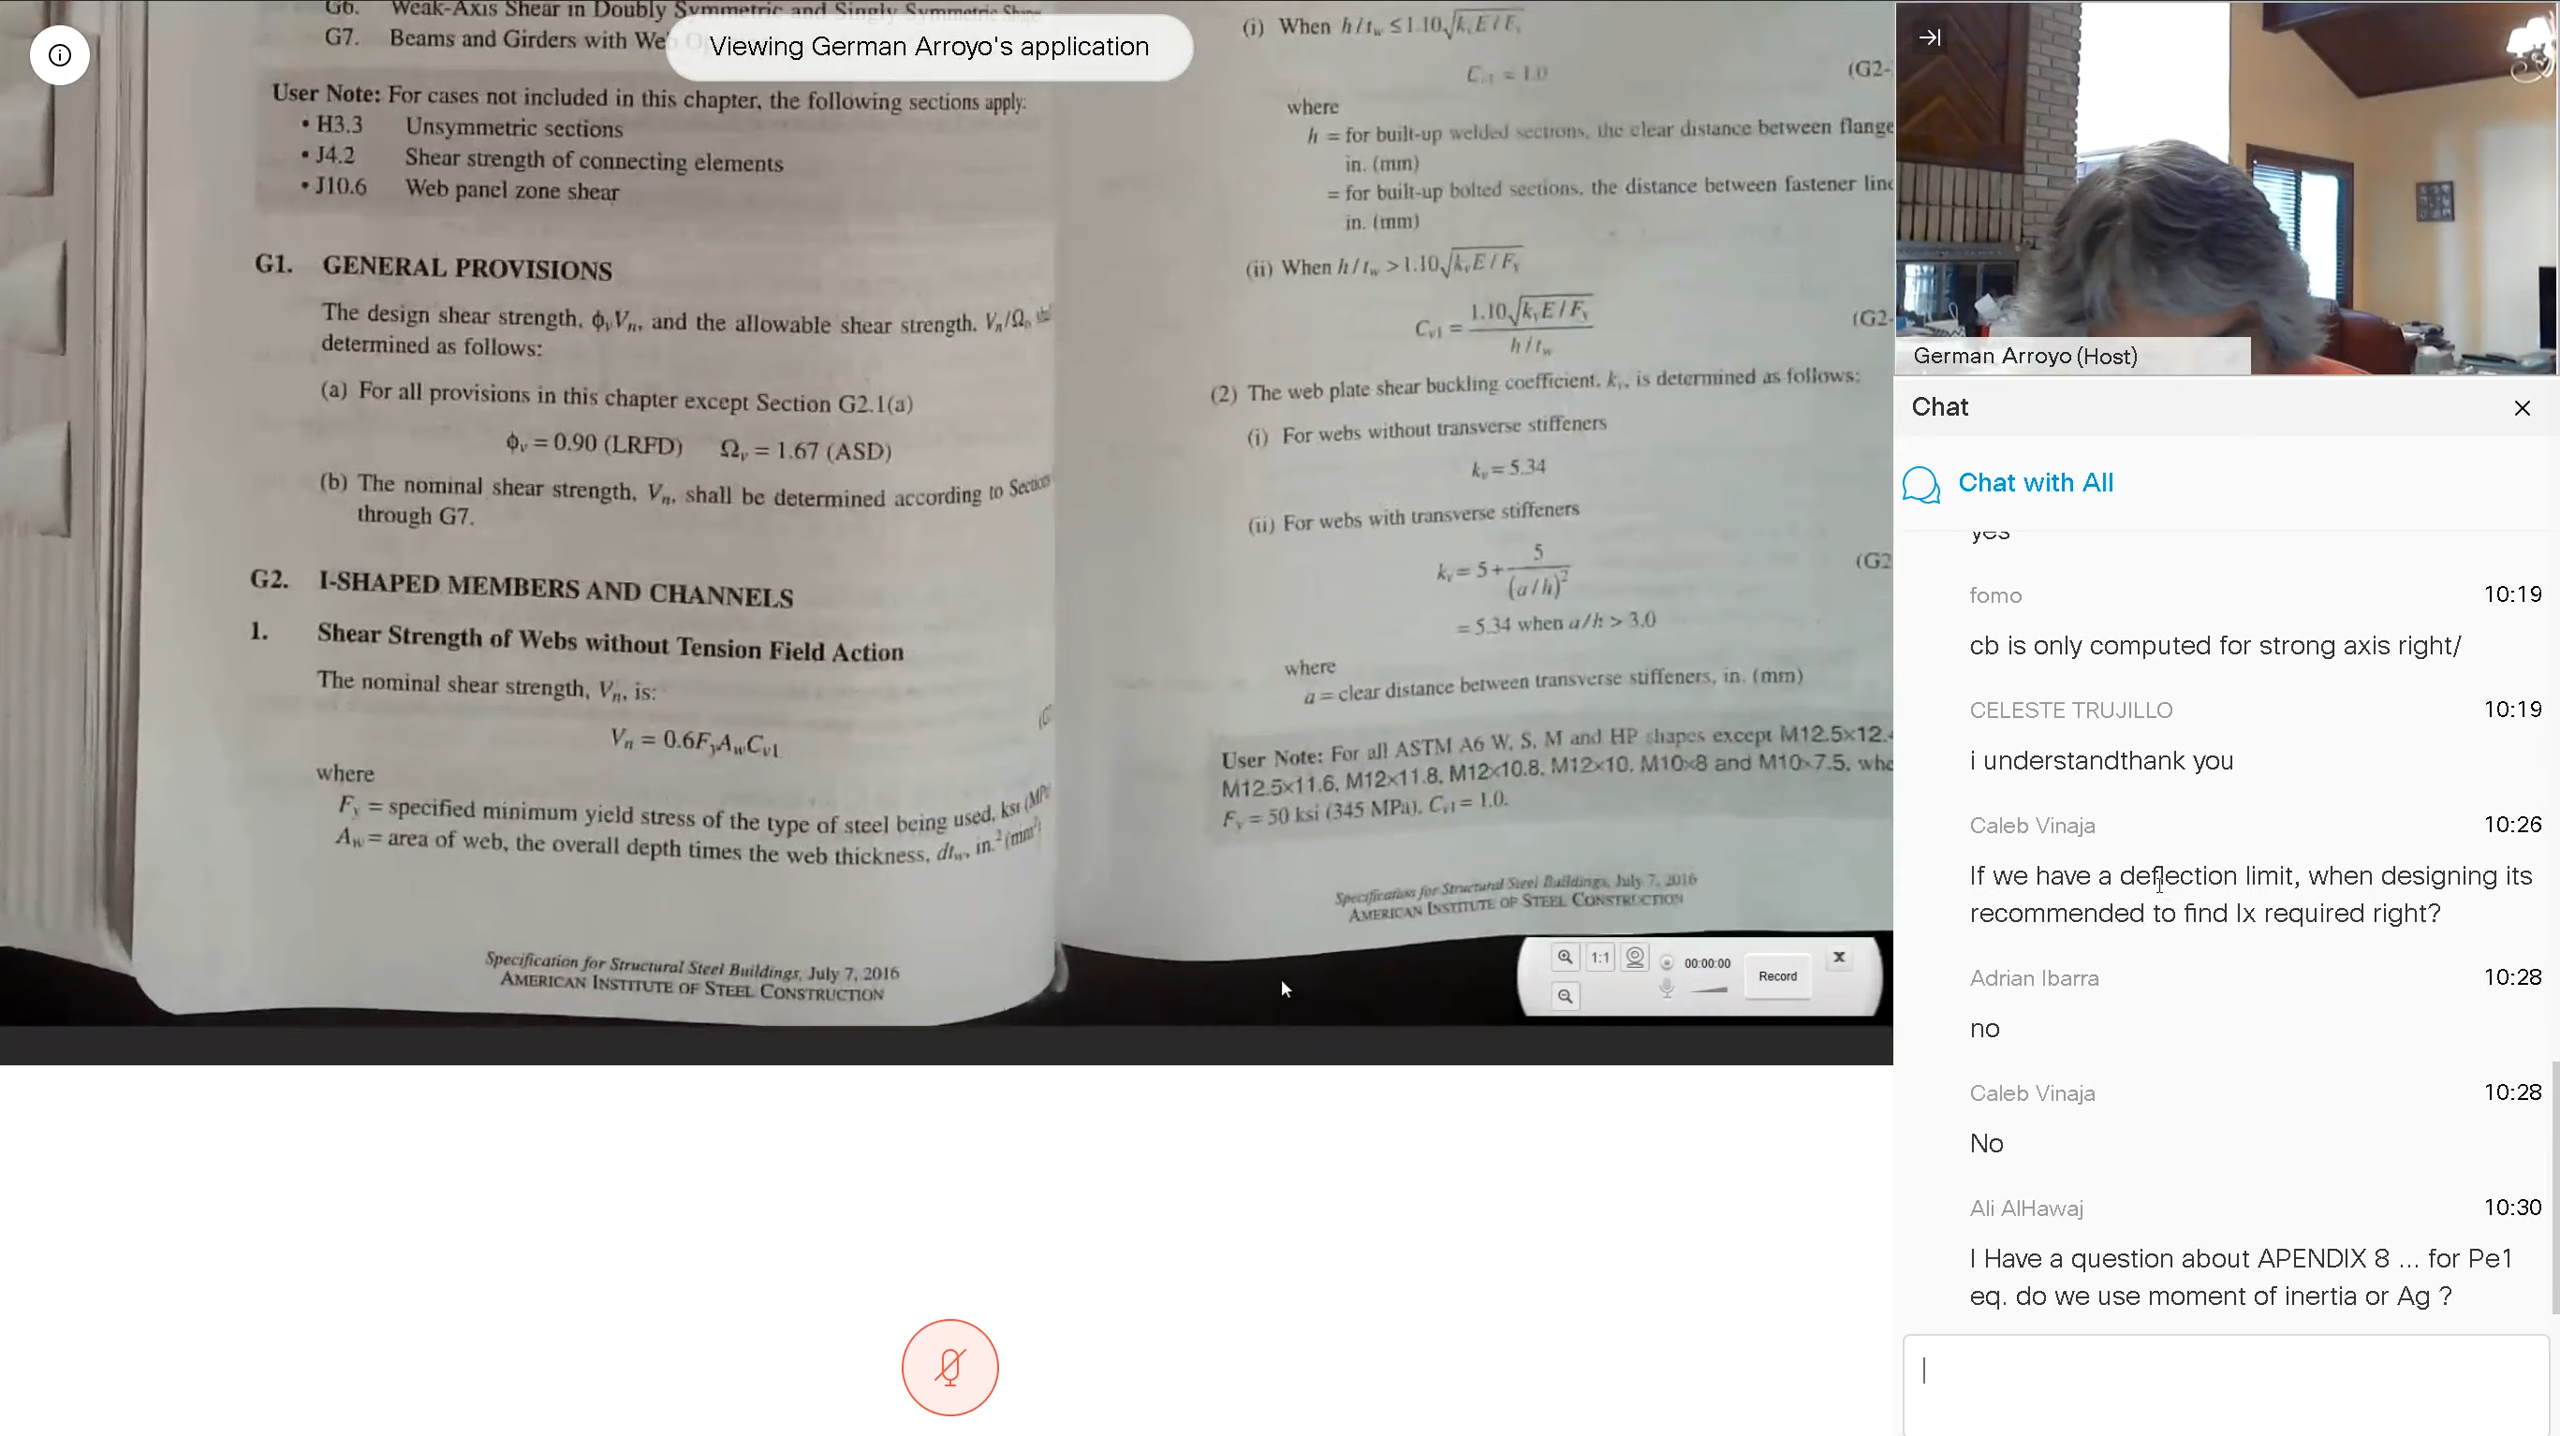 G6. Weak-Axis Shear in Doubly Symmetric and Singly Symmetric
G7. Beams and Girders with
Viewing German Arroyo's application
User Note: For cases not included in this chapter, the following sections apply:
• H3.3 Unsymmetric sections
• J4.2 Shear strength of connecting elements
• J10.6 Web panel zone shear
G1. GENERAL PROVISIONS
The design shear strength, ϕvVn, and the allowable shear strength, Vn/Ωv,
determined as follows:
(a) For all provisions in this chapter except Section G2.1(a)
ϕv = 0.90 (LRFD) Ωv = 1.67 (ASD)
(b) The nominal shear strength, Vn, shall be determined according to
through G7.
G2. I-SHAPED MEMBERS AND CHANNELS
1. Shear Strength of Webs without Tension Field Action
The nominal shear strength, Vn, is:
Vn = 0.6FyAwCv1
where
Fy = specified minimum yield stress of the type of steel being used, ksi
Aw = area of web, the overall depth times the web thickness, dtw, in.² (mm²)
Specification for Structural Steel Buildings, July 7, 2016
AMERICAN INSTITUTE OF STEEL CONSTRUCTION
(i) When h/tw ≤ 1.10√kvE/Fy
Cv1 = 1.0
(G2-
where
h = for built-up welded sections, the clear distance between flange
in. (mm)
= for built-up bolted sections, the distance between fastener
in. (mm)
(ii) When h/tw > 1.10√kvE/Fy
Cv1 = 1.10√kvE/Fy / h/tw
(G2-
(2) The web plate shear buckling coefficient, kv, is determined as follows:
(i) For webs without transverse stiffeners
kv = 5.34
(ii) For webs with transverse stiffeners
kv = 5 + 5 / (a/h)²
(G2
= 5.34 when a/h > 3.0
where
a = clear distance between transverse stiffeners, in. (mm)
User Note: For all ASTM A6 W, S, M and HP shapes except M12.5×12.4
M12.5×11.6, M12×11.8, M12×10.8, M12×10, M10×8 and M10×7.5,
Fy = 50 ksi (345 MPa), Cv1 = 1.0.
Specification for Structural Steel Buildings, July 7, 2016
AMERICAN INSTITUTE OF STEEL CONSTRUCTION
1:1
00:00:00
Record
German Arroyo (Host)
Chat
Chat with All
yes
fomo 10:19
cb is only computed for strong axis right/
CELESTE TRUJILLO 10:19
i understandthank you
Caleb Vinaja 10:26
If we have a deflection limit, when designing its
recommended to find Ix required right?
Adrian Ibarra 10:28
no
Caleb Vinaja 10:28
No
Ali AlHawaj 10:30
I Have a question about APENDIX 8 ... for Pe1
eq. do we use moment of inertia or Ag ?